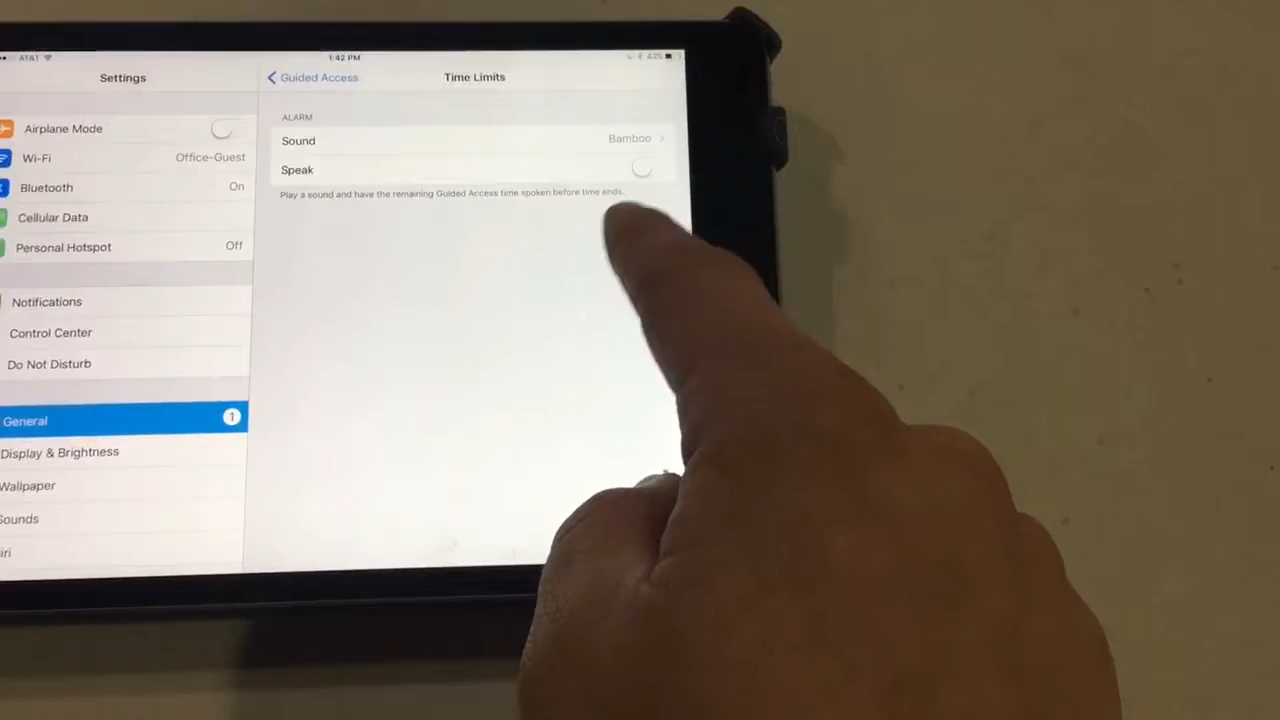 AT&T
1:42 PM
43%
Settings
Guided Access
Time Limits
Airplane Mode
Wi-Fi
Office-Guest
Bluetooth
On
Cellular Data
Personal Hotspot
Off
Notifications
Control Center
Do Not Disturb
General
1
Display & Brightness
Wallpaper
Sounds
iri
ALARM
Sound
Bamboo
Speak
Play a sound and have the remaining Guided Access time spoken before time ends.